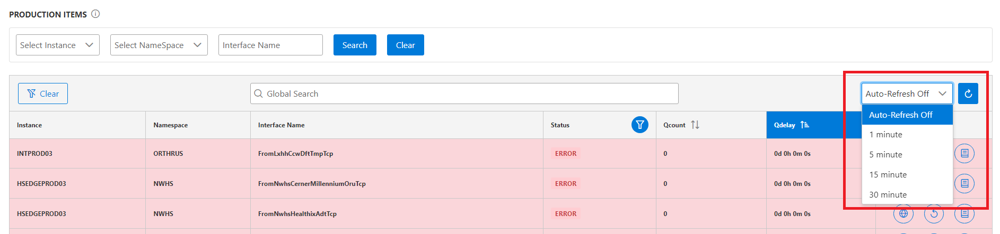 PRODUCTION ITEMS
Select Instance Select NameSpace Interface Name Search Clear
Clear Global Search Auto-Refresh Off
Auto-Refresh Off
1 minute
5 minute
15 minute
30 minute
Instance Namespace Interface Name Status Qcount Qdelay
INTPROD03 ORTHRUS FromLxhhCcwDftTmpTcp ERROR 0 0d 0h 0m 0s
HSEDGEPROD03 NWHS FromNwhsCernerMillenniumOruTcp ERROR 0 0d 0h 0m 0s
HSEDGEPROD03 NWHS FromNwhsHealthixAdtTcp ERROR 0 0d 0h 0m 0s